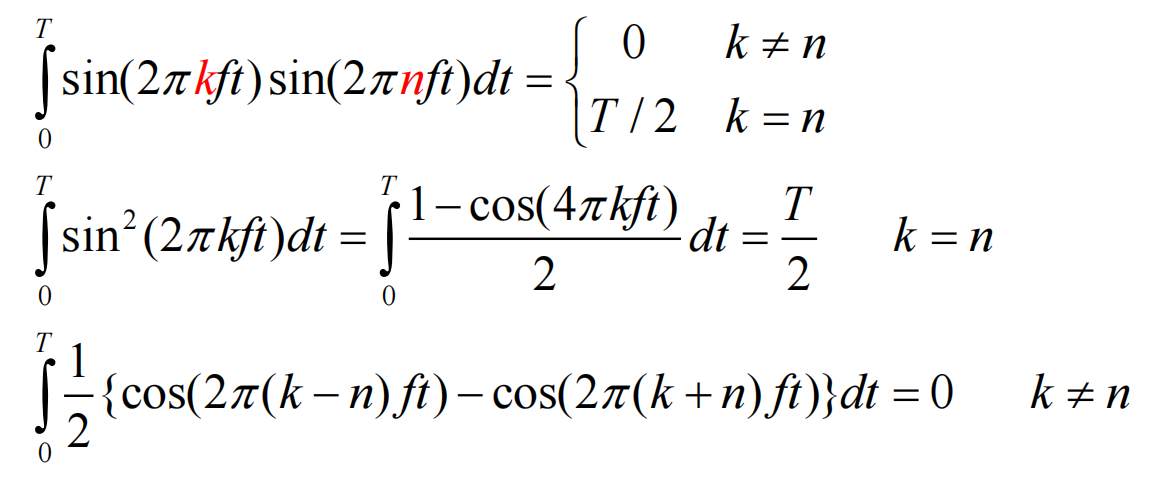 ∫₀ᵀ sin(2πkft) sin(2πnft)dt = { 0 k ≠ n
T / 2 k = n
∫₀ᵀ sin²(2πkft)dt = ∫₀ᵀ (1 − cos(4πkft))/2 dt = T/2 k = n
∫₀ᵀ 1/2 {cos(2π(k − n) ft) − cos(2π(k + n) ft)}dt = 0 k ≠ n